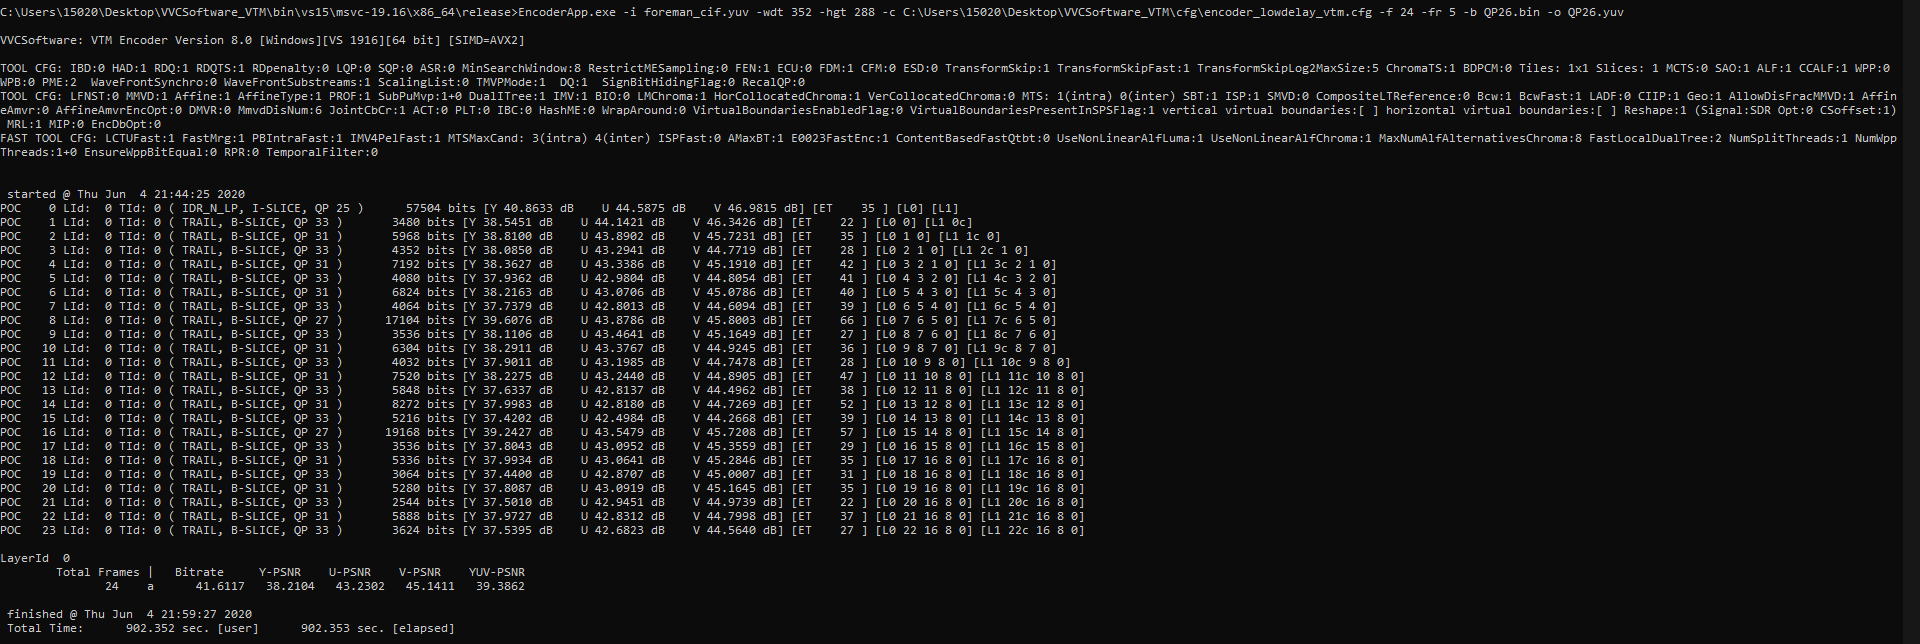 C:\Users\15020\Desktop\VVCSoftware_VTM\bin\vs15\msvc-19.16\x86_64\release>EncoderApp.exe -i foreman_cif.yuv -wdt 352 -hgt 288 -c C:\Users\15020\Desktop\VVCSoftware_VTM\cfg\encoder_lowdelay_vtm.cfg -f 24 -fr 5 -b QP26.bin -o QP26.yuv
VVCSoftware: VTM Encoder Version 8.0 [Windows][VS 1916][64 bit] [SIMD=AVX2]
TOOL CFG: IBD:0 HAD:1 RDQ:1 RDQTS:1 RDpenalty:0 LQP:0 SQP:0 ASR:0 MinSearchWindow:8 RestrictMESampling:0 FEN:1 ECU:0 FDM:1 CFM:0 ESD:0 TransformSkip:1 TransformSkipFast:1 TransformSkipLog2MaxSize:5 ChromaTS:1 BDPCM:0 Tiles: 1x1 Slices: 1 MCTS:0 SAO:1 ALF:1 CCALF:1 WPP:0
WPB:0 PME:2  WaveFrontSynchro:0 WaveFrontSubstreams:1 ScalingList:0 TMVPMode:1  DQ:1  SignBitHidingFlag:0 RecalQP:0
TOOL CFG: LFNST:0 MMVD:1 Affine:1 AffineType:1 PROF:1 SubPuMvp:1+0 DualITree:1 IMV:1 BIO:0 LMChroma:1 HorCollocatedChroma:1 VerCollocatedChroma:0 MTS: 1(intra) 0(inter) SBT:1 ISP:1 SMVD:0 CompositeLTReference:0 Bcw:1 BcwFast:1 LADF:0 CIIP:1 Geo:1 AllowDisFracMMVD:1 Affin
eAmvr:0 AffineAmvrEncOpt:0 DMVR:0 MmvdDisNum:6 JointCbCr:1 ACT:0 PLT:0 IBC:0 HashME:0 WrapAround:0 VirtualBoundariesEnabledFlag:0 VirtualBoundariesPresentInSPSFlag:1 vertical virtual boundaries:[ ] horizontal virtual boundaries:[ ] Reshape:1 (Signal:SDR Opt:0 CSoffset:1)
MRL:1 MIP:0 EncDbOpt:0
FAST TOOL CFG: LCTUFast:1 FastMrg:1 PBIntraFast:1 IMV4PelFast:1 MTSMaxCand: 3(intra) 4(inter) ISPFast:0 AMaxBT:1 E0023FastEnc:1 ContentBasedFastQtbt:0 UseNonLinearAlfLuma:1 UseNonLinearAlfChroma:1 MaxNumAlfAlternativesChroma:8 FastLocalDualTree:2 NumSplitThreads:1 NumWpp
Threads:1+0 EnsureWppBitEqual:0 RPR:0 TemporalFilter:0
started @ Thu Jun  4 21:44:25 2020
POC    0 LId:  0 TId: 0 ( IDR_N_LP, I-SLICE, QP 25 )      57504 bits [Y 40.8633 dB    U 44.5875 dB    V 46.9815 dB] [ET    35 ] [L0] [L1]
POC    1 LId:  0 TId: 0 ( TRAIL, B-SLICE, QP 33 )       3480 bits [Y 38.5451 dB    U 44.1421 dB    V 46.3426 dB] [ET    22 ] [L0 0] [L1 0c]
POC    2 LId:  0 TId: 0 ( TRAIL, B-SLICE, QP 31 )       5968 bits [Y 38.8100 dB    U 43.8902 dB    V 45.7231 dB] [ET    35 ] [L0 1 0] [L1 1c 0]
POC    3 LId:  0 TId: 0 ( TRAIL, B-SLICE, QP 33 )       4352 bits [Y 38.0850 dB    U 43.2941 dB    V 44.7719 dB] [ET    28 ] [L0 2 1 0] [L1 2c 1 0]
POC    4 LId:  0 TId: 0 ( TRAIL, B-SLICE, QP 31 )       7192 bits [Y 38.3627 dB    U 43.3386 dB    V 45.1910 dB] [ET    42 ] [L0 3 2 1 0] [L1 3c 2 1 0]
POC    5 LId:  0 TId: 0 ( TRAIL, B-SLICE, QP 33 )       4080 bits [Y 37.9362 dB    U 42.9804 dB    V 44.8054 dB] [ET    41 ] [L0 4 3 2 0] [L1 4c 3 2 0]
POC    6 LId:  0 TId: 0 ( TRAIL, B-SLICE, QP 31 )       6824 bits [Y 38.2163 dB    U 43.0706 dB    V 45.0786 dB] [ET    40 ] [L0 5 4 3 0] [L1 5c 4 3 0]
POC    7 LId:  0 TId: 0 ( TRAIL, B-SLICE, QP 33 )       4064 bits [Y 37.7379 dB    U 42.8013 dB    V 44.6094 dB] [ET    39 ] [L0 6 5 4 0] [L1 6c 5 4 0]
POC    8 LId:  0 TId: 0 ( TRAIL, B-SLICE, QP 27 )      17104 bits [Y 39.6076 dB    U 43.8786 dB    V 45.8003 dB] [ET    66 ] [L0 7 6 5 0] [L1 7c 6 5 0]
POC    9 LId:  0 TId: 0 ( TRAIL, B-SLICE, QP 33 )       3536 bits [Y 38.1106 dB    U 43.4641 dB    V 45.1649 dB] [ET    27 ] [L0 8 7 6 0] [L1 8c 7 6 0]
POC   10 LId:  0 TId: 0 ( TRAIL, B-SLICE, QP 31 )       6304 bits [Y 38.2911 dB    U 43.3767 dB    V 44.9245 dB] [ET    36 ] [L0 9 8 7 0] [L1 9c 8 7 0]
POC   11 LId:  0 TId: 0 ( TRAIL, B-SLICE, QP 33 )       4032 bits [Y 37.9011 dB    U 43.1985 dB    V 44.7478 dB] [ET    28 ] [L0 10 9 8 0] [L1 10c 9 8 0]
POC   12 LId:  0 TId: 0 ( TRAIL, B-SLICE, QP 31 )       7520 bits [Y 38.2275 dB    U 43.2440 dB    V 44.8905 dB] [ET    47 ] [L0 11 10 8 0] [L1 11c 10 8 0]
POC   13 LId:  0 TId: 0 ( TRAIL, B-SLICE, QP 33 )       5848 bits [Y 37.6337 dB    U 42.8137 dB    V 44.4962 dB] [ET    38 ] [L0 12 11 8 0] [L1 12c 11 8 0]
POC   14 LId:  0 TId: 0 ( TRAIL, B-SLICE, QP 31 )       8272 bits [Y 37.9983 dB    U 42.8180 dB    V 44.7269 dB] [ET    52 ] [L0 13 12 8 0] [L1 13c 12 8 0]
POC   15 LId:  0 TId: 0 ( TRAIL, B-SLICE, QP 33 )       5216 bits [Y 37.4202 dB    U 42.4984 dB    V 44.2668 dB] [ET    39 ] [L0 14 13 8 0] [L1 14c 13 8 0]
POC   16 LId:  0 TId: 0 ( TRAIL, B-SLICE, QP 27 )      19168 bits [Y 39.2427 dB    U 43.5479 dB    V 45.7208 dB] [ET    57 ] [L0 15 14 8 0] [L1 15c 14 8 0]
POC   17 LId:  0 TId: 0 ( TRAIL, B-SLICE, QP 33 )       3536 bits [Y 37.8043 dB    U 43.0952 dB    V 45.3559 dB] [ET    29 ] [L0 16 15 8 0] [L1 16c 15 8 0]
POC   18 LId:  0 TId: 0 ( TRAIL, B-SLICE, QP 31 )       5336 bits [Y 37.9934 dB    U 43.0641 dB    V 45.2846 dB] [ET    35 ] [L0 17 16 8 0] [L1 17c 16 8 0]
POC   19 LId:  0 TId: 0 ( TRAIL, B-SLICE, QP 33 )       3064 bits [Y 37.4400 dB    U 42.8707 dB    V 45.0007 dB] [ET    31 ] [L0 18 16 8 0] [L1 18c 16 8 0]
POC   20 LId:  0 TId: 0 ( TRAIL, B-SLICE, QP 31 )       5280 bits [Y 37.8087 dB    U 43.0919 dB    V 45.1645 dB] [ET    35 ] [L0 19 16 8 0] [L1 19c 16 8 0]
POC   21 LId:  0 TId: 0 ( TRAIL, B-SLICE, QP 33 )       2544 bits [Y 37.5010 dB    U 42.9451 dB    V 44.9739 dB] [ET    22 ] [L0 20 16 8 0] [L1 20c 16 8 0]
POC   22 LId:  0 TId: 0 ( TRAIL, B-SLICE, QP 31 )       5888 bits [Y 37.9727 dB    U 42.8312 dB    V 44.7998 dB] [ET    37 ] [L0 21 16 8 0] [L1 21c 16 8 0]
POC   23 LId:  0 TId: 0 ( TRAIL, B-SLICE, QP 33 )       3624 bits [Y 37.5395 dB    U 42.6823 dB    V 44.5640 dB] [ET    27 ] [L0 22 16 8 0] [L1 22c 16 8 0]
LayerId  0
Total Frames |   Bitrate     Y-PSNR    U-PSNR    V-PSNR    YUV-PSNR
24    a      41.6117   38.2104   43.2302   45.1411   39.3862
finished @ Thu Jun  4 21:59:27 2020
Total Time:      902.352 sec. [user]      902.353 sec. [elapsed]